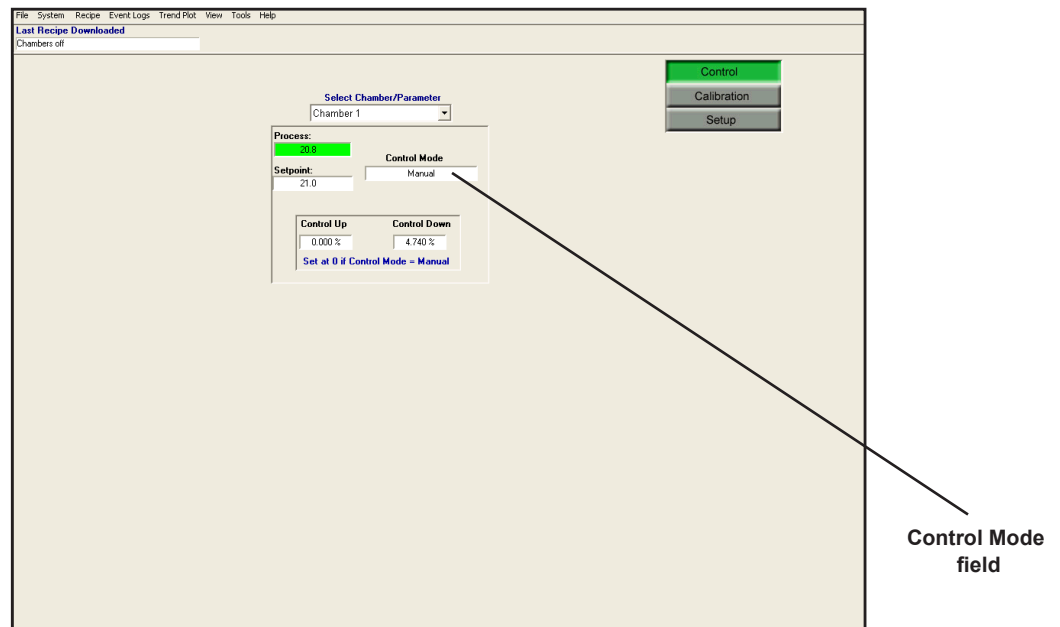 File System Recipe Event Logs Trend Plot View Tools Help
Last Recipe Downloaded
Chambers off
Control
Calibration
Setup
Select Chamber/Parameter
Chamber 1
Process:
20.8
Control Mode
Manual
Setpoint:
21.0
Control Up Control Down
0.000 % 4.740 %
Set at 0 if Control Mode = Manual
Control Mode
field